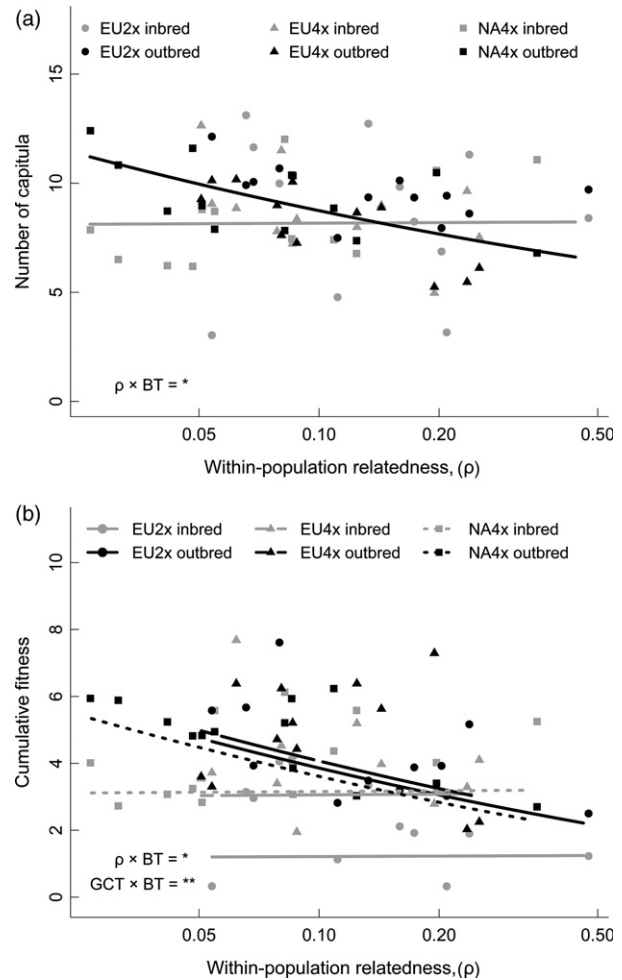 (a)
EU2x inbred EU4x inbred NA4x inbred
EU2x outbred EU4x outbred NA4x outbred
15
10
5
0
Number of capitula
ρ × BT = *
0.05 0.10 0.20 0.50
Within-population relatedness, (ρ)
(b)
EU2x inbred EU4x inbred NA4x inbred
EU2x outbred EU4x outbred NA4x outbred
10
8
6
4
2
0
Cumulative fitness
ρ × BT = *
GCT × BT = **
0.05 0.10 0.20 0.50
Within-population relatedness, (ρ)